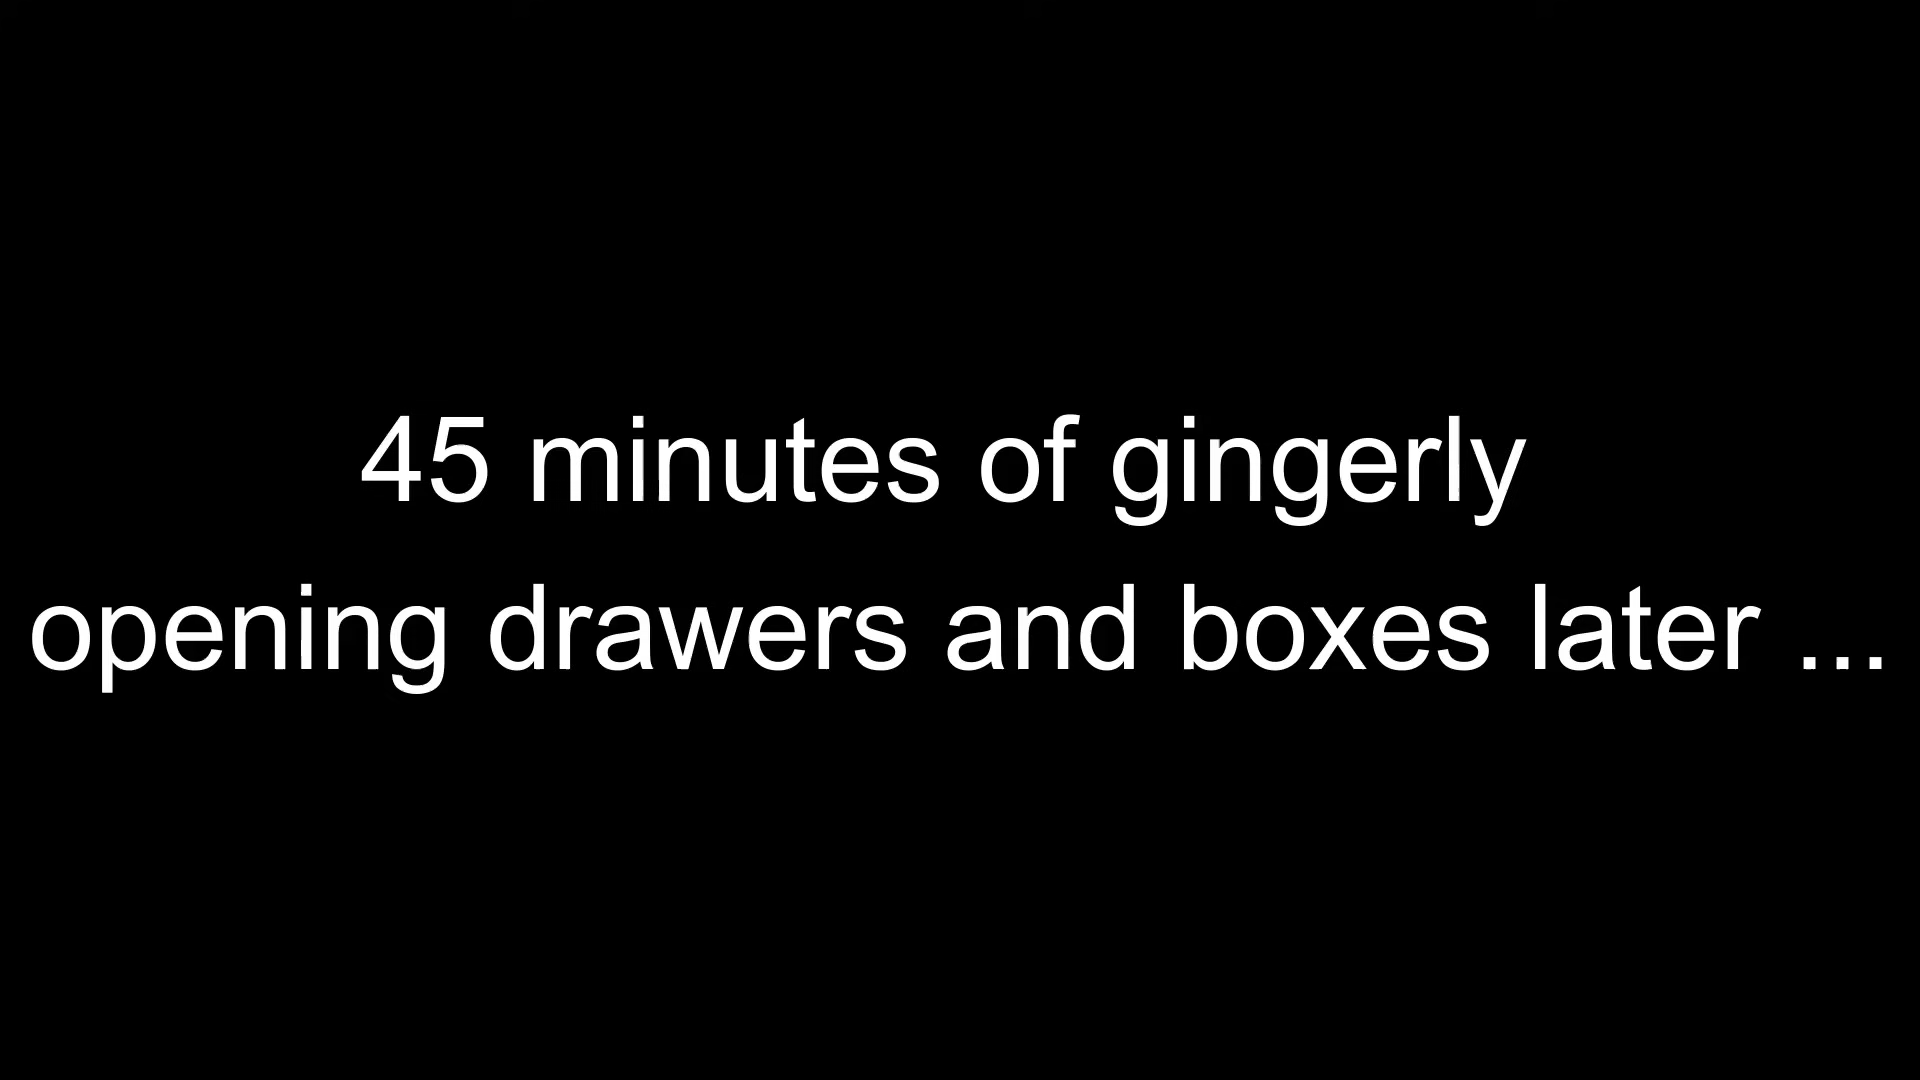 45 minutes of gingerly
opening drawers and boxes later ...